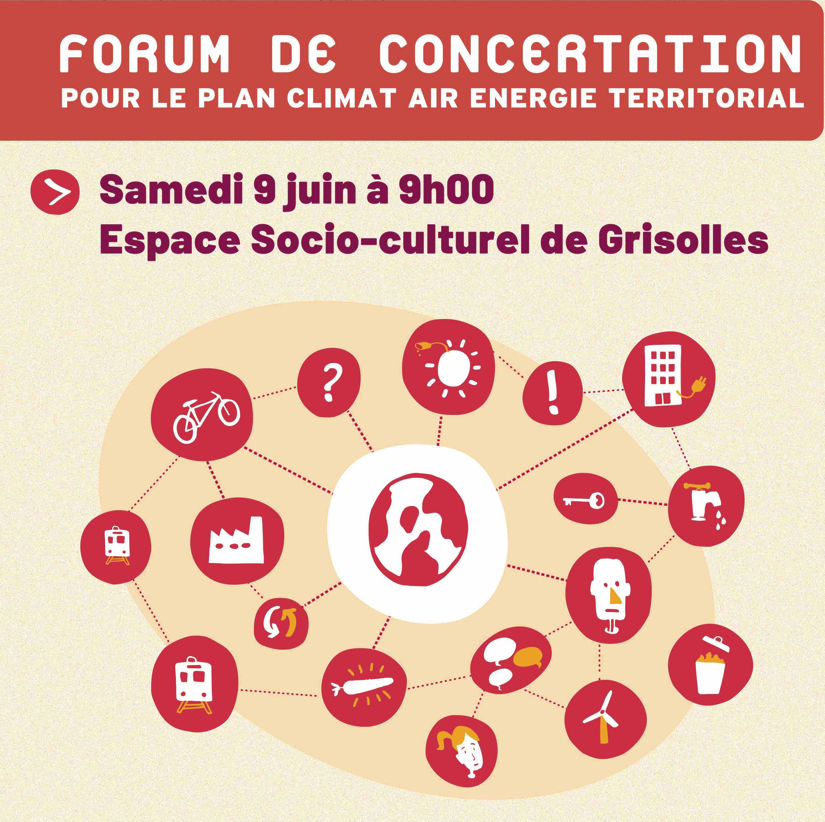 FORUM DE CONCERTATION
POUR LE PLAN CLIMAT AIR ENERGIE TERRITORIAL
Samedi 9 juin à 9h00
Espace Socio-culturel de Grisolles
?
!